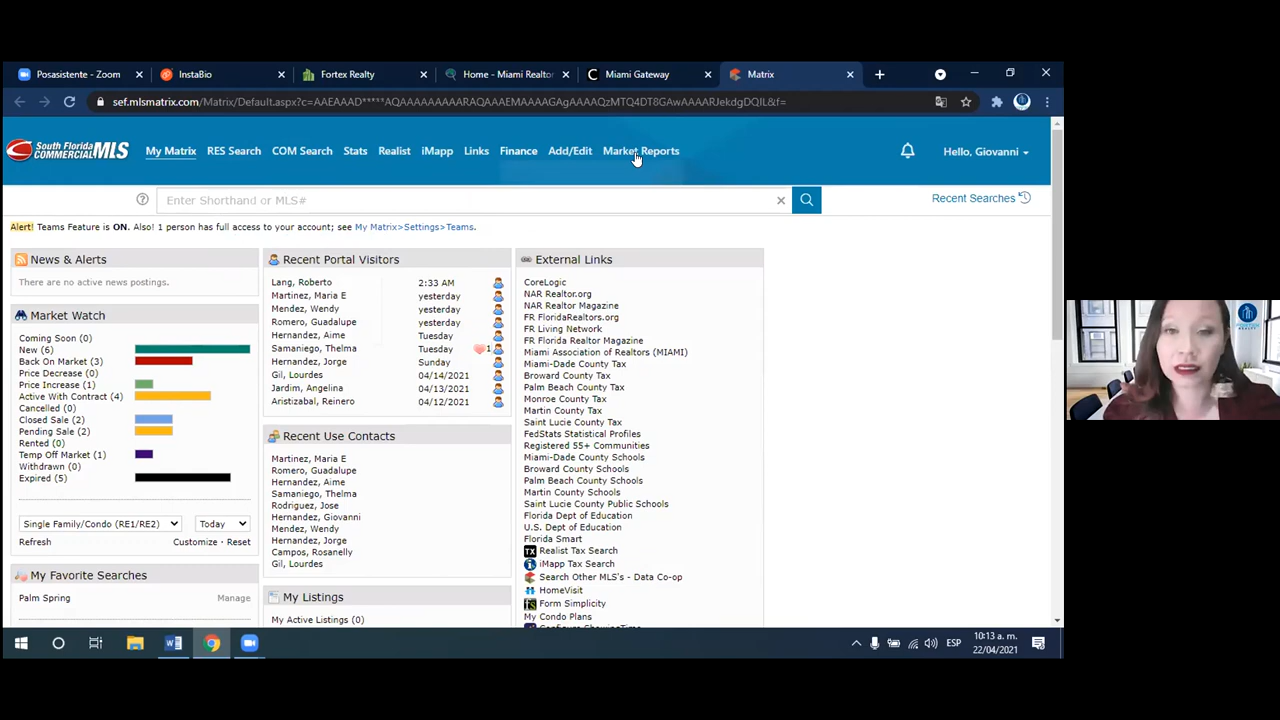 Posasistente - Zoom
InstaBio
Fortex Realty
Home - Miami Realtor
Miami Gateway
Matrix
sef.mlsmatrix.com/Matrix/Default.aspx?c=AAEAAAD*****AQAAAAAAAAARAQAAAEMAAAAGAgAAAAQzMTQ4DT8GAwAAAARJekdgDQIL&f=
South Florida
COMMERCIAL MLS
My Matrix
RES Search
COM Search
Stats
Realist
iMapp
Links
Finance
Add/Edit
Market Reports
Hello, Giovanni
Enter Shorthand or MLS#
Recent Searches
Alert! Teams Feature is ON. Also! 1 person has full access to your account; see My Matrix>Settings>Teams.
News & Alerts
There are no active news postings.
Market Watch
Coming Soon (0)
New (6)
Back On Market (3)
Price Decrease (0)
Price Increase (1)
Active With Contract (4)
Cancelled (0)
Closed Sale (2)
Pending Sale (2)
Rented (0)
Temp Off Market (1)
Withdrawn (0)
Expired (5)
Single Family/Condo (RE1/RE2)
Today
Refresh
Customize · Reset
My Favorite Searches
Palm Spring
Manage
Recent Portal Visitors
Lang, Roberto 2:33 AM
Martinez, Maria E yesterday
Mendez, Wendy yesterday
Romero, Guadalupe yesterday
Hernandez, Aime Tuesday
Samaniego, Thelma Tuesday 1
Hernandez, Jorge Sunday
Gil, Lourdes 04/14/2021
Jardim, Angelina 04/13/2021
Aristizabal, Reinero 04/12/2021
Recent Use Contacts
Martinez, Maria E
Romero, Guadalupe
Hernandez, Aime
Samaniego, Thelma
Rodriguez, Jose
Hernandez, Giovanni
Mendez, Wendy
Hernandez, Jorge
Campos, Rosanelly
Gil, Lourdes
My Listings
My Active Listings (0)
External Links
CoreLogic
NAR Realtor.org
NAR Realtor Magazine
FR FloridaRealtors.org
FR Living Network
FR Florida Realtor Magazine
Miami Association of Realtors (MIAMI)
Miami-Dade County Tax
Broward County Tax
Palm Beach County Tax
Monroe County Tax
Martin County Tax
Saint Lucie County Tax
FedStats Statistical Profiles
Registered 55+ Communities
Miami-Dade County Schools
Broward County Schools
Palm Beach County Schools
Martin County Schools
Saint Lucie County Public Schools
Florida Dept of Education
U.S. Dept of Education
Florida Smart
TX Realist Tax Search
iMapp Tax Search
Search Other MLS's - Data Co-op
HomeVisit
Form Simplicity
My Condo Plans
ESP
10:13 a. m.
22/04/2021